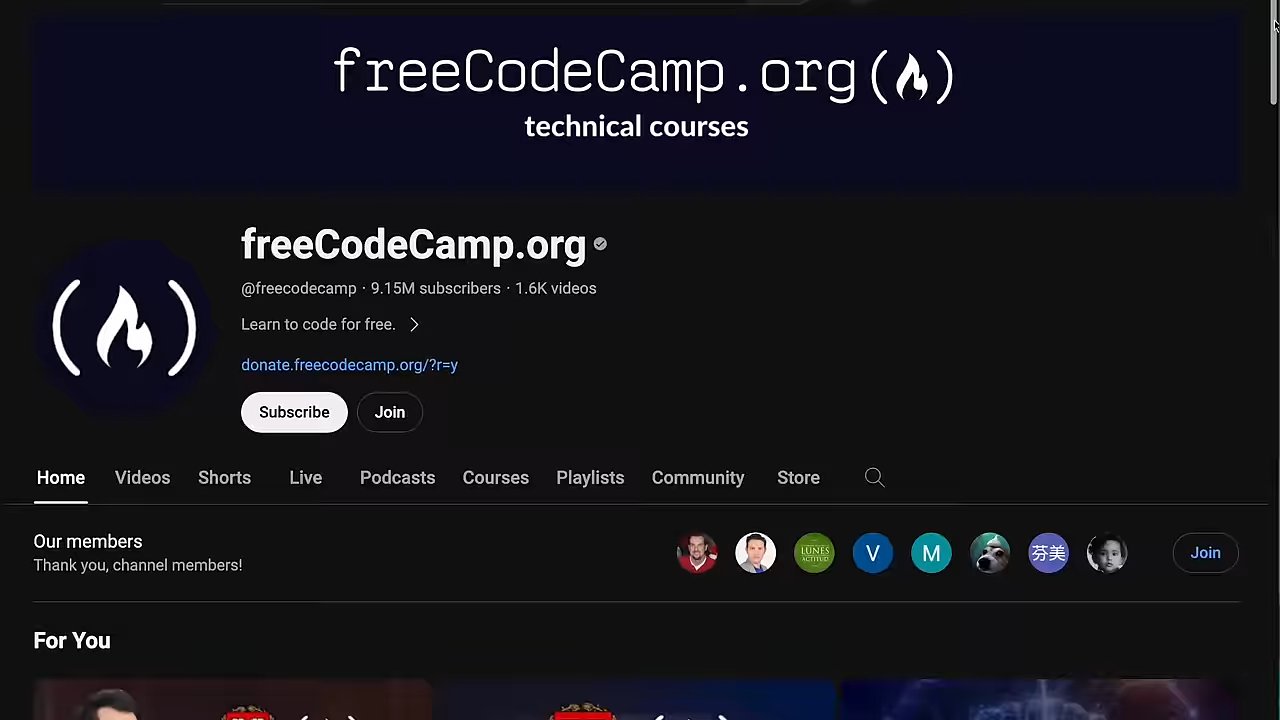 freeCodeCamp.org
technical courses
freeCodeCamp.org
@freecodecamp · 9.15M subscribers · 1.6K videos
Learn to code for free.
donate.freecodecamp.org/?r=y
Subscribe Join
Home Videos Shorts Live Podcasts Courses Playlists Community Store
Our members
Thank you, channel members!
LUNES
ACTITUD
V
M
芬美
Join
For You